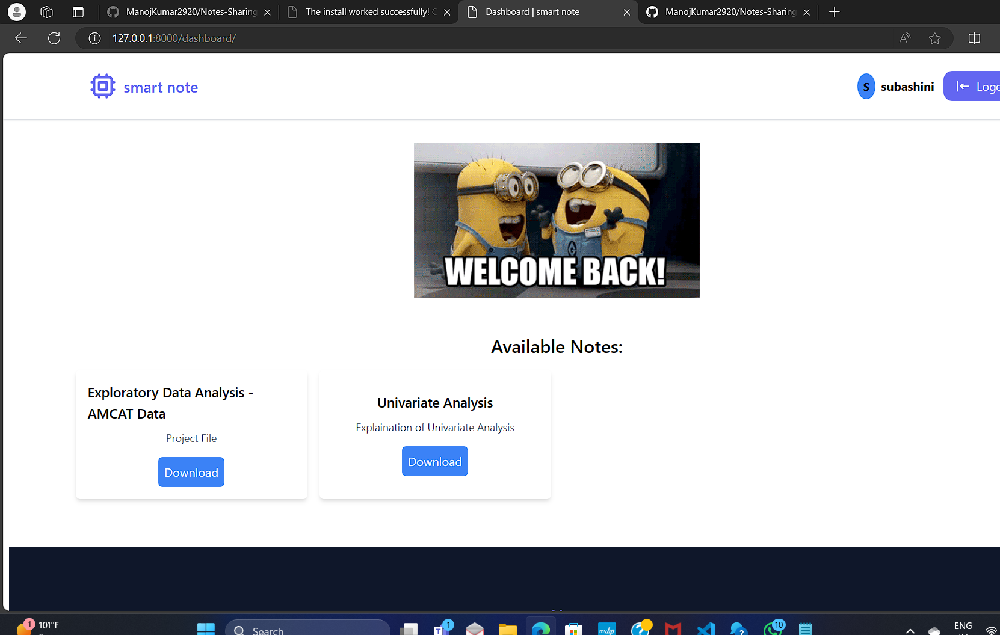 ManojKumar2920/Notes-Sharing
The install worked successfully! C
Dashboard | smart note
ManojKumar2920/Notes-Sharing
127.0.0.1:8000/dashboard/
smart note
S subashini
Logo
WELCOME BACK!
Available Notes:
Exploratory Data Analysis -
AMCAT Data
Project File
Download
Univariate Analysis
Explaination of Univariate Analysis
Download
1 101°F
Search
1
myhp
10
ENG